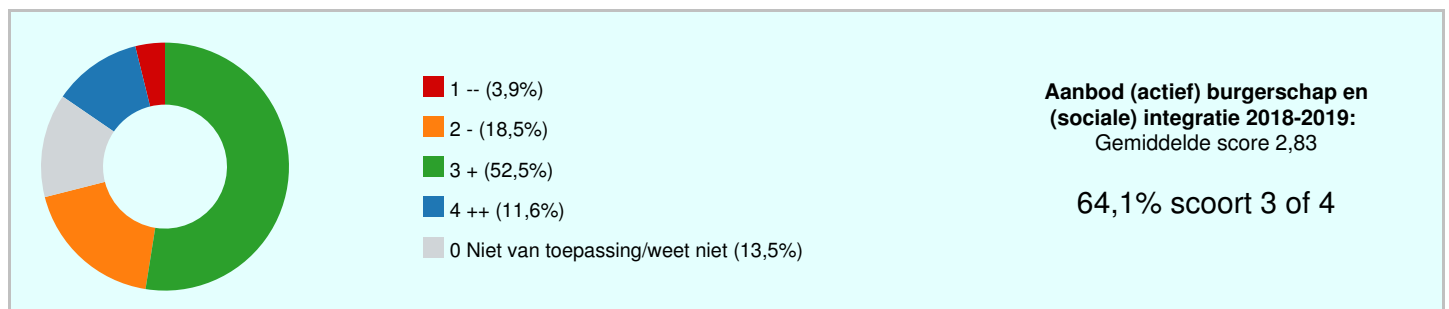 1 -- (3,9%)
2 - (18,5%)
3 + (52,5%)
4 ++ (11,6%)
0 Niet van toepassing/weet niet (13,5%)
Aanbod (actief) burgerschap en
(sociale) integratie 2018-2019:
Gemiddelde score 2,83
64,1% scoort 3 of 4